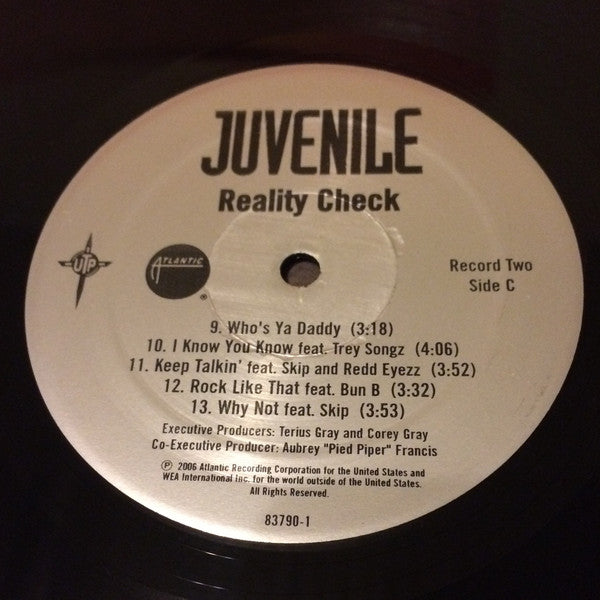 JUVENILE
Reality Check
UTP
ATLANTIC
®
Record Two
Side C
9. Who's Ya Daddy (3:18)
10. I Know You Know feat. Trey Songz (4:06)
11. Keep Talkin' feat. Skip and Redd Eyezz (3:52)
12. Rock Like That feat. Bun B (3:32)
13. Why Not feat. Skip (3:53)
Executive Producers: Terius Gray and Corey Gray
Co-Executive Producer: Aubrey "Pied Piper" Francis
℗ 2006 Atlantic Recording Corporation for the United States and
WEA International Inc. for the world outside of the United States.
All Rights Reserved.
83790-1